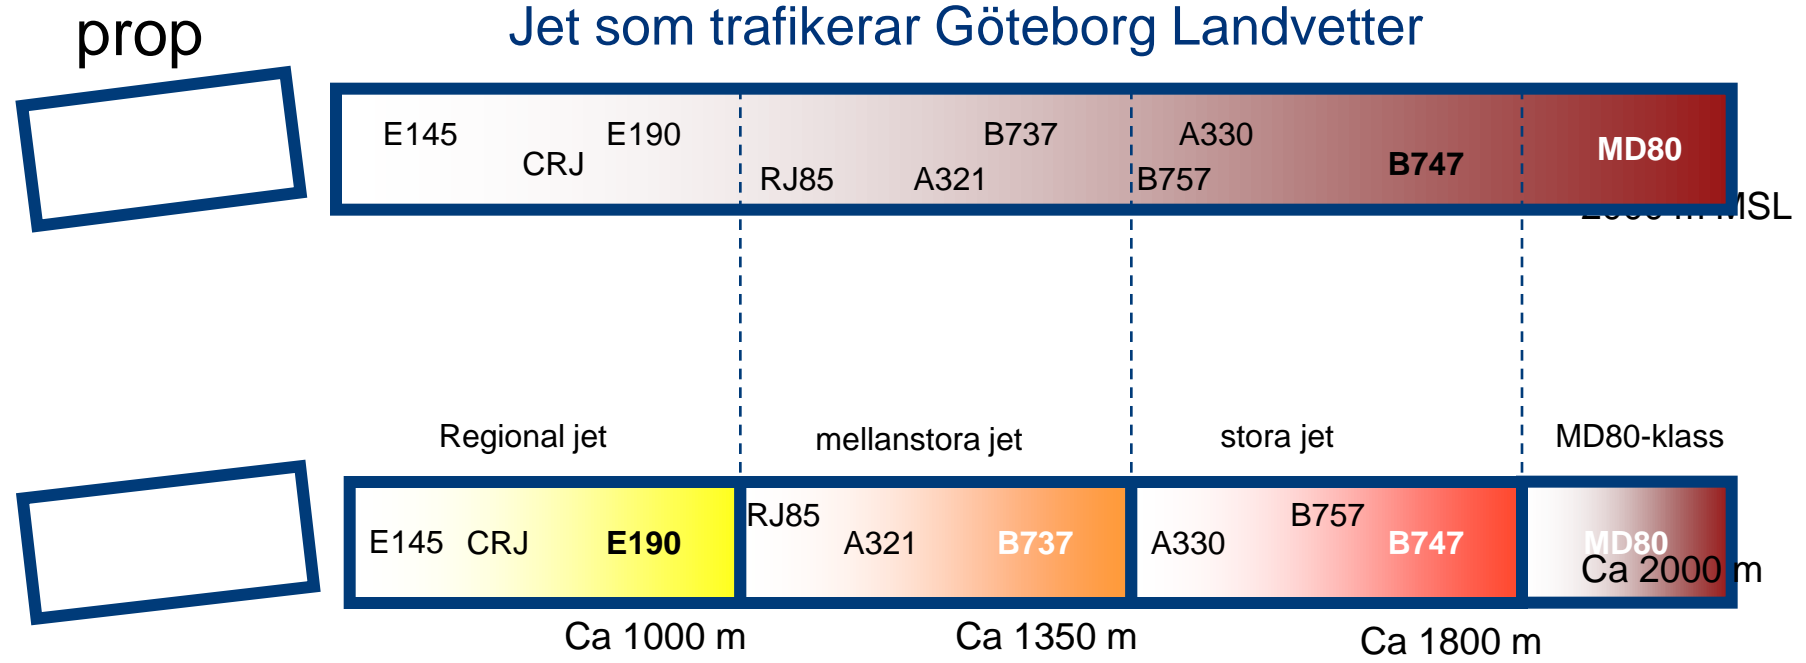 prop
Jet som trafikerar Göteborg Landvetter
E145
CRJ
E190
RJ85
A321
B737
B757
A330
B747
MD80
MSL
Regional jet
mellanstora jet
stora jet
MD80-klass
E145
CRJ
E190
RJ85
A321
B737
A330
B757
B747
MD80
Ca 2000 m
Ca 1000 m
Ca 1350 m
Ca 1800 m